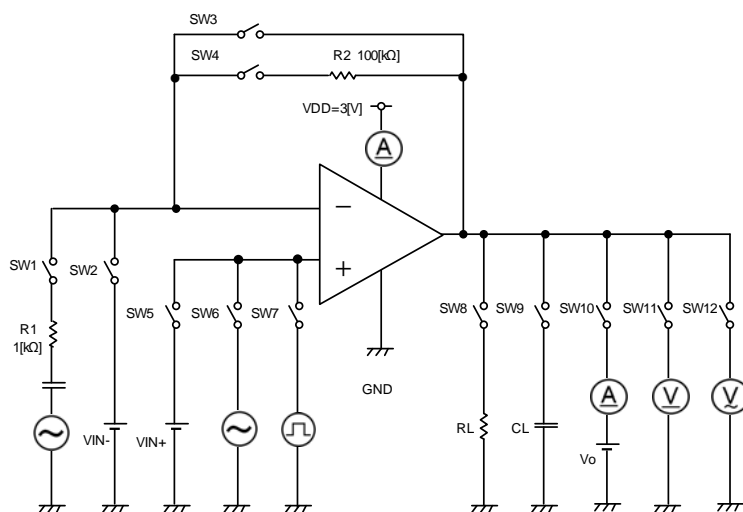 SW3
SW4
R2 100[kΩ]
VDD=3[V]
A
−
+
SW1
SW2
SW5
SW6
SW7
SW8
SW9
SW10
SW11
SW12
R1
1[kΩ]
GND
A
V
V
VIN-
VIN+
RL
CL
Vo